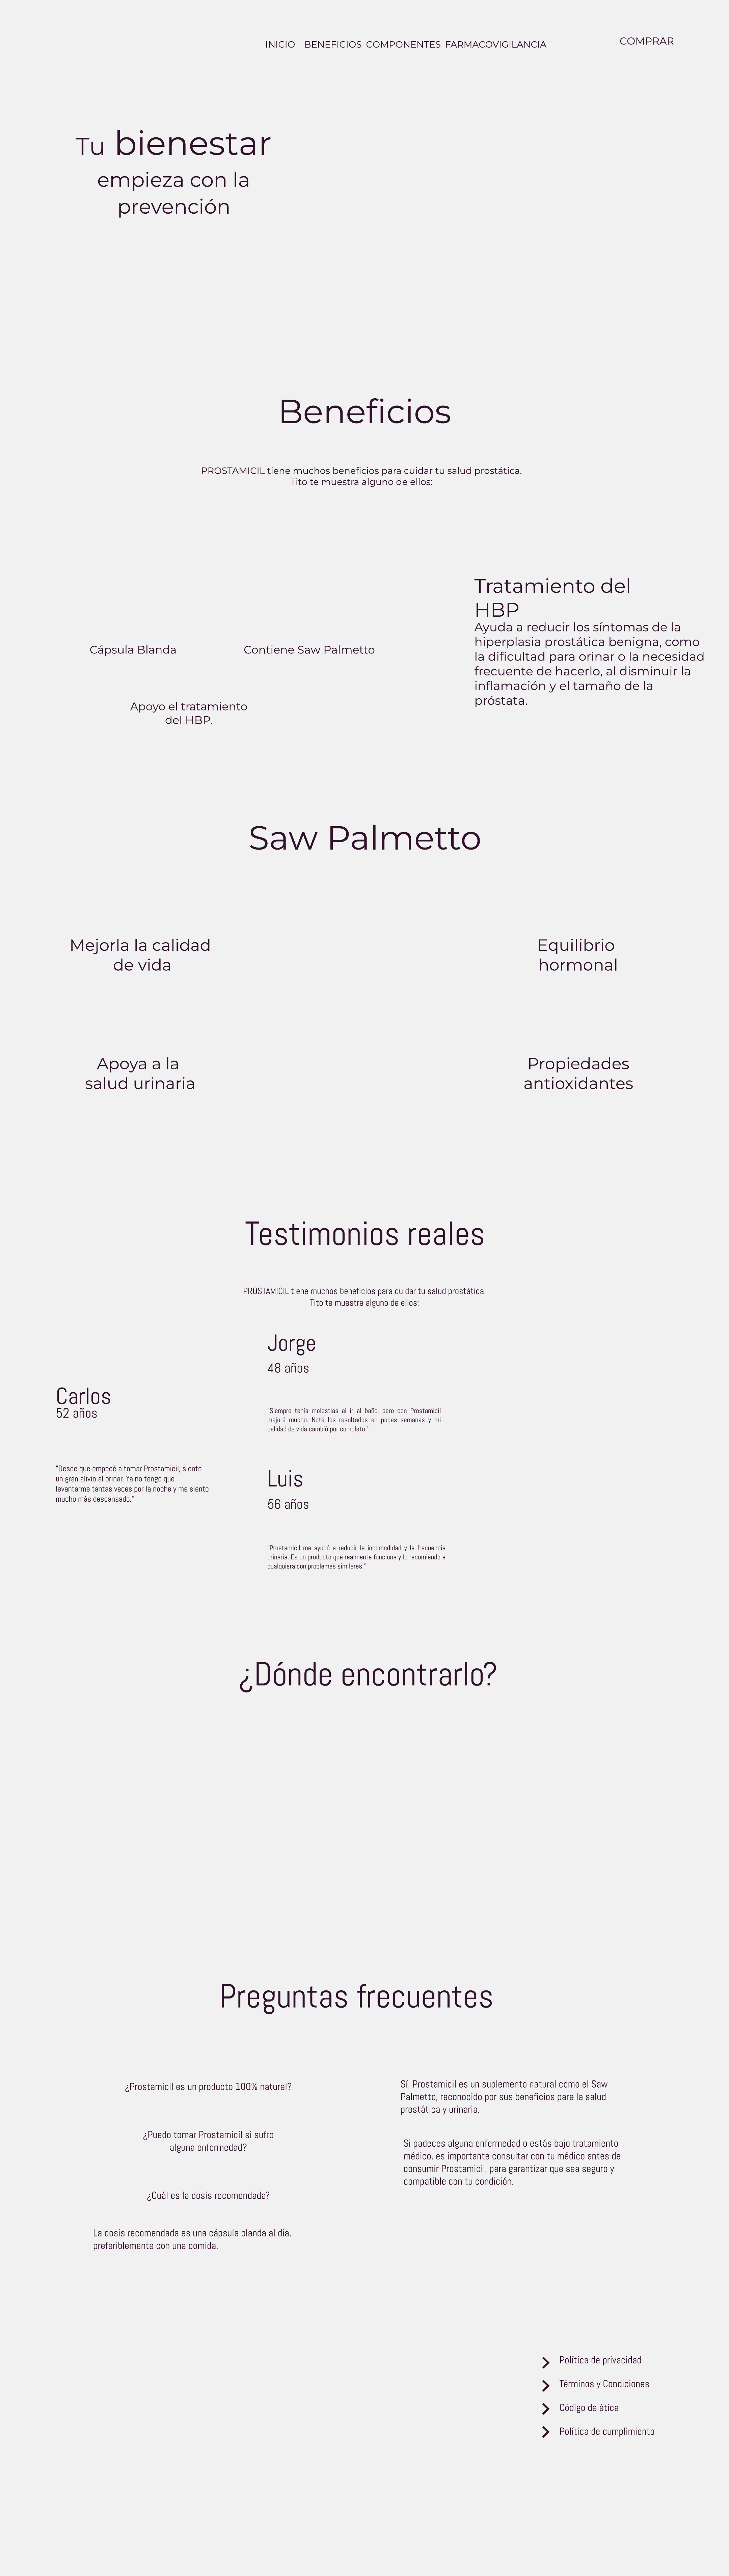 INICIO BENEFICIOS COMPONENTES FARMACOVIGILANCIA
COMPRAR
Tu bienestar
empieza con la
prevención
Beneficios
PROSTAMICIL tiene muchos beneficios para cuidar tu salud prostática.
Tito te muestra alguno de ellos:
Cápsula Blanda
Contiene Saw Palmetto
Apoyo el tratamiento
del HBP.
Tratamiento del
HBP
Ayuda a reducir los síntomas de la
hiperplasia prostática benigna, como
la dificultad para orinar o la necesidad
frecuente de hacerlo, al disminuir la
inflamación y el tamaño de la
próstata.
Saw Palmetto
Mejorla la calidad
de vida
Equilibrio
hormonal
Apoya a la
salud urinaria
Propiedades
antioxidantes
Testimonios reales
PROSTAMICIL tiene muchos beneficios para cuidar tu salud prostática.
Tito te muestra alguno de ellos:
Carlos
52 años
"Desde que empecé a tomar Prostamicil, siento
un gran alivio al orinar. Ya no tengo que
levantarme tantas veces por la noche y me siento
mucho más descansado."
Jorge
48 años
"Siempre tenía molestias al ir al baño, pero con Prostamicil
mejoré mucho. Noté los resultados en pocas semanas y mi
calidad de vida cambió por completo."
Luis
56 años
"Prostamicil me ayudó a reducir la incomodidad y la frecuencia
urinaria. Es un producto que realmente funciona y lo recomiendo a
cualquiera con problemas similares."
¿Dónde encontrarlo?
Preguntas frecuentes
¿Prostamicil es un producto 100% natural?
Sí, Prostamicil es un suplemento natural como el Saw
Palmetto, reconocido por sus beneficios para la salud
prostática y urinaria.
¿Puedo tomar Prostamicil si sufro
alguna enfermedad?
Si padeces alguna enfermedad o estás bajo tratamiento
médico, es importante consultar con tu médico antes de
consumir Prostamicil, para garantizar que sea seguro y
compatible con tu condición.
¿Cuál es la dosis recomendada?
La dosis recomendada es una cápsula blanda al día,
preferiblemente con una comida.
Política de privacidad
Términos y Condiciones
Código de ética
Política de cumplimiento